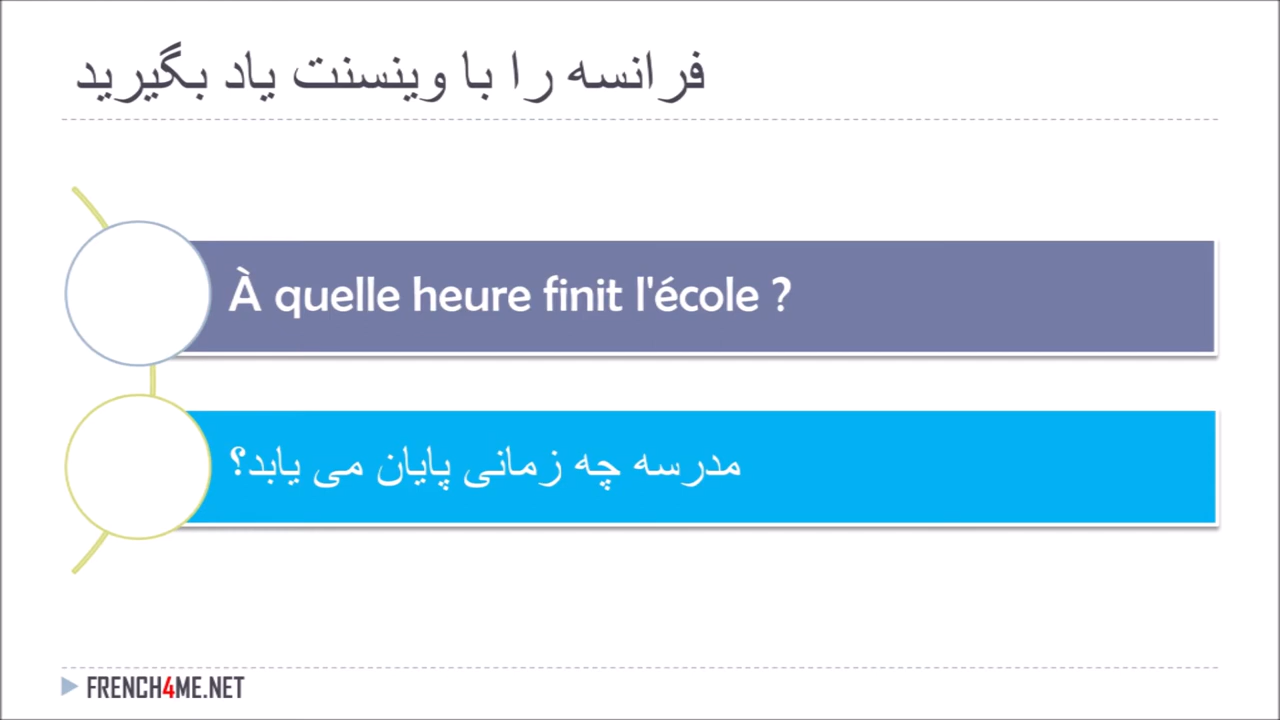 فرانسه را با وینسنت یاد بگیرید
À quelle heure finit l'école ?
مدرسه چه زمانی پایان می یابد؟
FRENCH4ME.NET